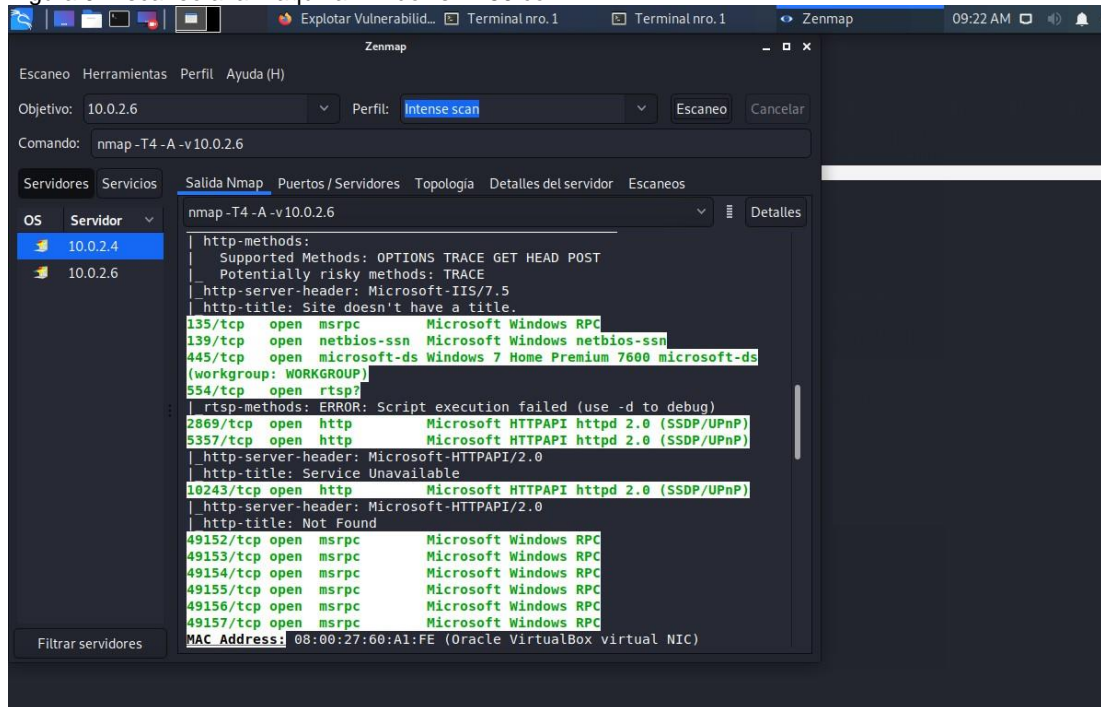 Explotar Vulnerabilid... Terminal nro. 1 Terminal nro. 1 Zenmap 09:22 AM
Zenmap
Escaneo Herramientas Perfil Ayuda (H)
Objetivo: 10.0.2.6 Perfil: Intense scan Escaneo Cancelar
Comando: nmap -T4 -A -v 10.0.2.6
Servidores Servicios Salida Nmap Puertos / Servidores Topología Detalles del servidor Escaneos
OS Servidor nmap -T4 -A -v 10.0.2.6 Detalles
10.0.2.4
10.0.2.6
| http-methods:
|   Supported Methods: OPTIONS TRACE GET HEAD POST
|_  Potentially risky methods: TRACE
|_http-server-header: Microsoft-IIS/7.5
|_http-title: Site doesn't have a title.
135/tcp open msrpc Microsoft Windows RPC
139/tcp open netbios-ssn Microsoft Windows netbios-ssn
445/tcp open microsoft-ds Windows 7 Home Premium 7600 microsoft-ds
(workgroup: WORKGROUP)
554/tcp open rtsp?
|_rtsp-methods: ERROR: Script execution failed (use -d to debug)
2869/tcp open http Microsoft HTTPAPI httpd 2.0 (SSDP/UPnP)
5357/tcp open http Microsoft HTTPAPI httpd 2.0 (SSDP/UPnP)
|_http-server-header: Microsoft-HTTPAPI/2.0
|_http-title: Service Unavailable
10243/tcp open http Microsoft HTTPAPI httpd 2.0 (SSDP/UPnP)
|_http-server-header: Microsoft-HTTPAPI/2.0
|_http-title: Not Found
49152/tcp open msrpc Microsoft Windows RPC
49153/tcp open msrpc Microsoft Windows RPC
49154/tcp open msrpc Microsoft Windows RPC
49155/tcp open msrpc Microsoft Windows RPC
49156/tcp open msrpc Microsoft Windows RPC
49157/tcp open msrpc Microsoft Windows RPC
MAC Address: 08:00:27:60:A1:FE (Oracle VirtualBox virtual NIC)
Filtrar servidores